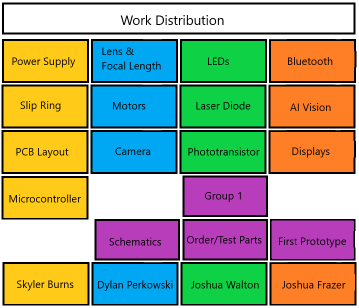 Work Distribution
Power Supply
Lens &
Focal Length
LEDs
Bluetooth
Slip Ring
Motors
Laser Diode
AI Vision
PCB Layout
Camera
Phototransistor
Displays
Microcontroller
Group 1
Schematics
Order/Test Parts
First Prototype
Skyler Burns
Dylan Perkowski
Joshua Walton
Joshua Frazer